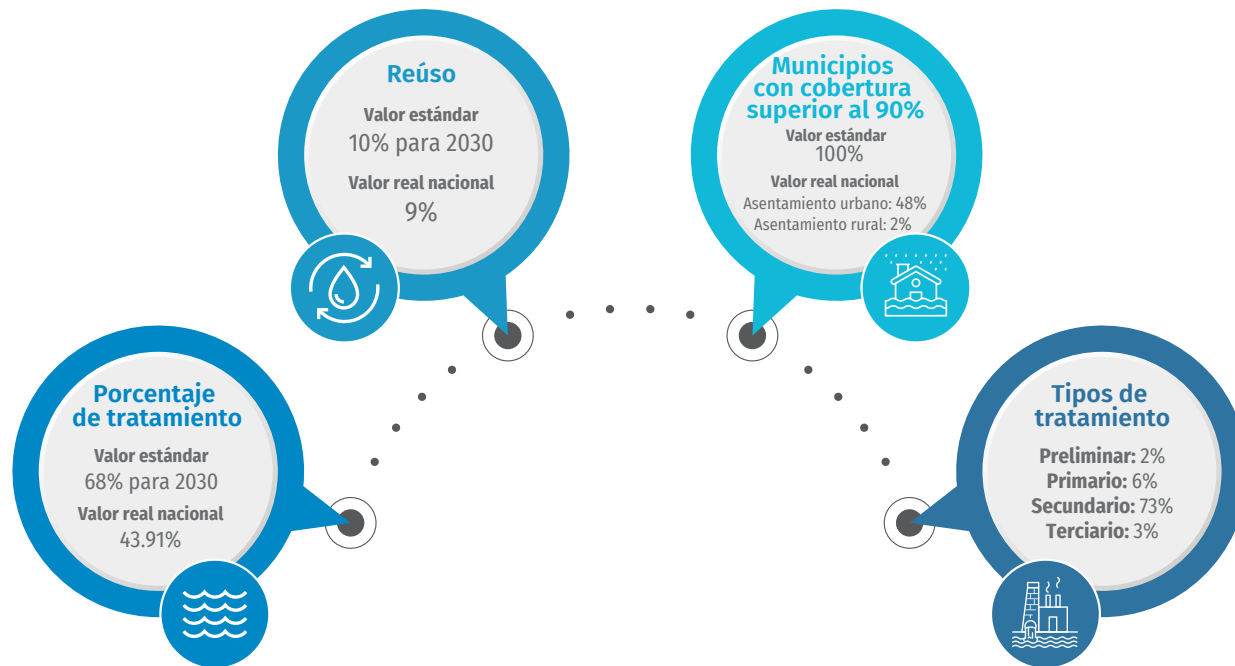 Reúso
Valor estándar
10% para 2030
Valor real nacional
9%
Municipios
con cobertura
superior al 90%
Valor estándar
100%
Valor real nacional
Asentamiento urbano: 48%
Asentamiento rural: 2%
Porcentaje
de tratamiento
Valor estándar
68% para 2030
Valor real nacional
43.91%
Tipos de
tratamiento
Preliminar: 2%
Primario: 6%
Secundario: 73%
Terciario: 3%